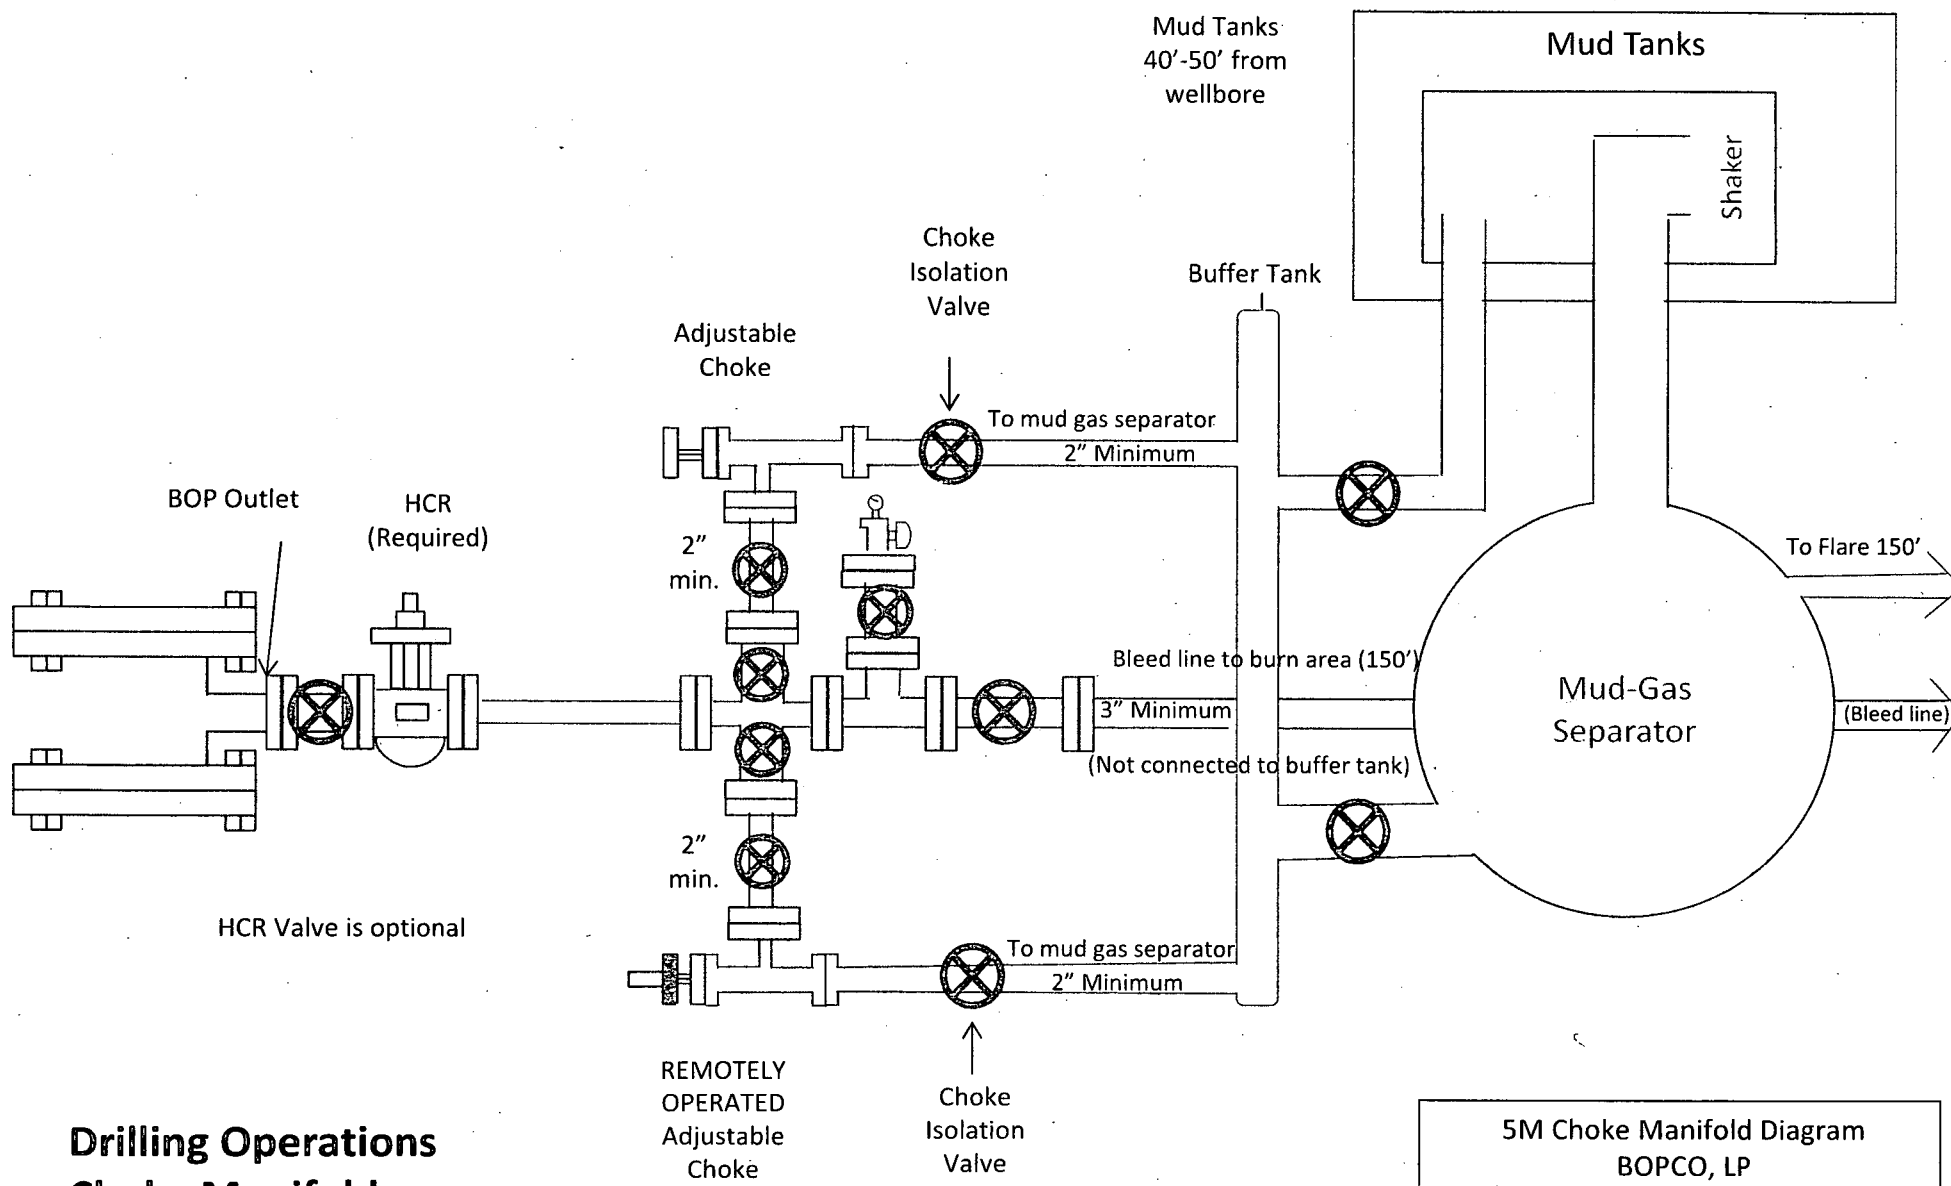 Mud Tanks
40’-50’ from
wellbore
Mud Tanks
Shaker
Choke
Isolation
Valve
Buffer Tank
Adjustable
Choke
To mud gas separator
2” Minimum
BOP Outlet
HCR
(Required)
2”
min.
To Flare 150’
Bleed line to burn area (150’)
3” Minimum
(Not connected to buffer tank)
Mud-Gas
Separator
(Bleed line)
2”
min.
HCR Valve is optional
To mud gas separator
2” Minimum
REMOTELY
OPERATED
Adjustable
Choke
Choke
Isolation
Valve
Drilling Operations
Choke Manifold
5M Choke Manifold Diagram
BOPCO, LP